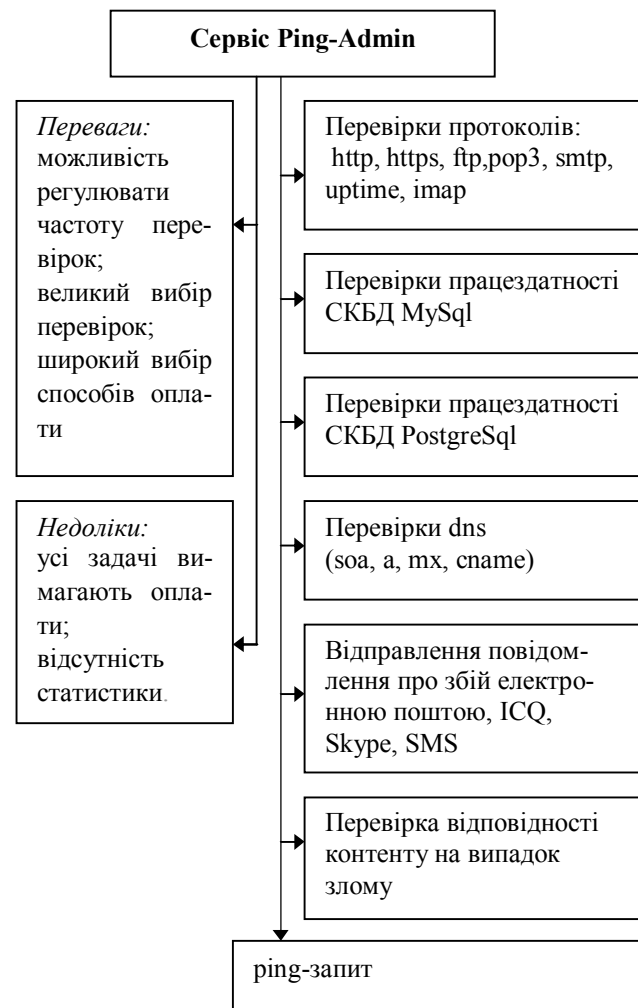 Сервіс Ping-Admin
Переваги:
можливість
регулювати
частоту пере-
вірок;
великий вибір
перевірок;
широкий вибір
способів опла-
ти
Недоліки:
усі задачі ви-
магають опла-
ти;
відсутність
статистики.
Перевірки протоколів:
http, https, ftp,pop3, smtp,
uptime, imap
Перевірки працездатності
СКБД MySql
Перевірки працездатності
СКБД PostgreSql
Перевірки dns
(soa, a, mx, cname)
Відправлення повідом-
лення про збій електро-
нною поштою, ICQ,
Skype, SMS
Перевірка відповідності
контенту на випадок
злому
ping-запит